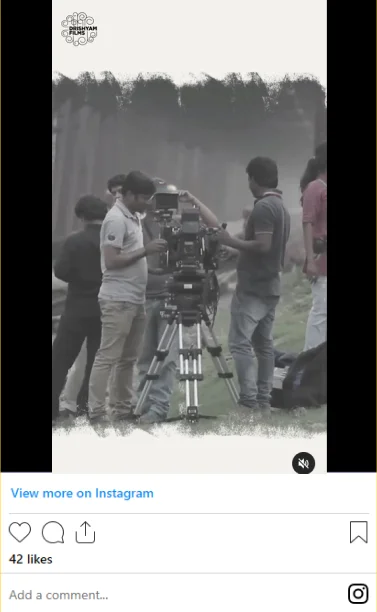 DRISHYAM
FILMS
View more on Instagram
42 likes
Add a comment...